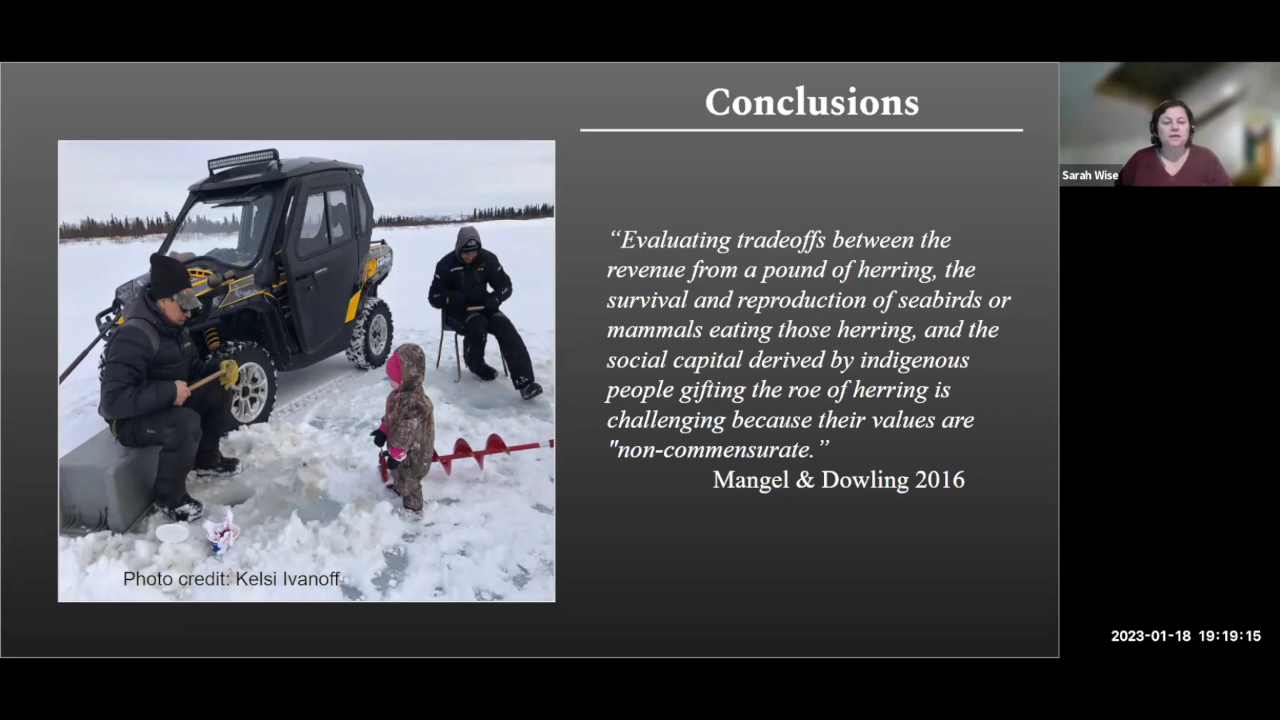 Conclusions
Sarah Wise
“Evaluating tradeoffs between the
revenue from a pound of herring, the
survival and reproduction of seabirds or
mammals eating those herring, and the
social capital derived by indigenous
people gifting the roe of herring is
challenging because their values are
"non-commensurate.”
Mangel & Dowling 2016
Photo credit: Kelsi Ivanoff
2023-01-18 19:19:15